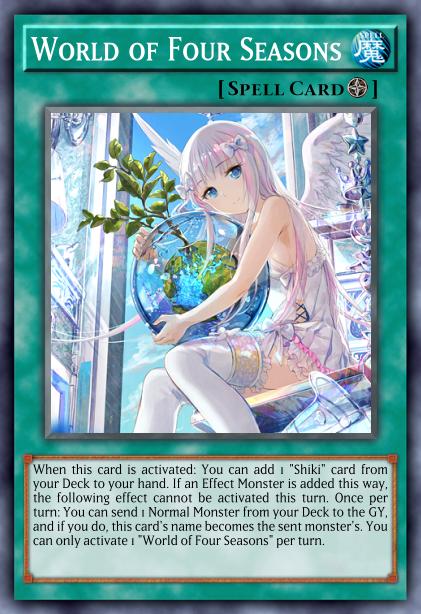 World of Four Seasons
SPELL
魔
[Spell Card]
When this card is activated: You can add 1 "Shiki" card from
your Deck to your hand. If an Effect Monster is added this way,
the following effect cannot be activated this turn. Once per
turn: You can send 1 Normal Monster from your Deck to the GY,
and if you do, this card's name becomes the sent monster's. You
can only activate 1 "World of Four Seasons" per turn.